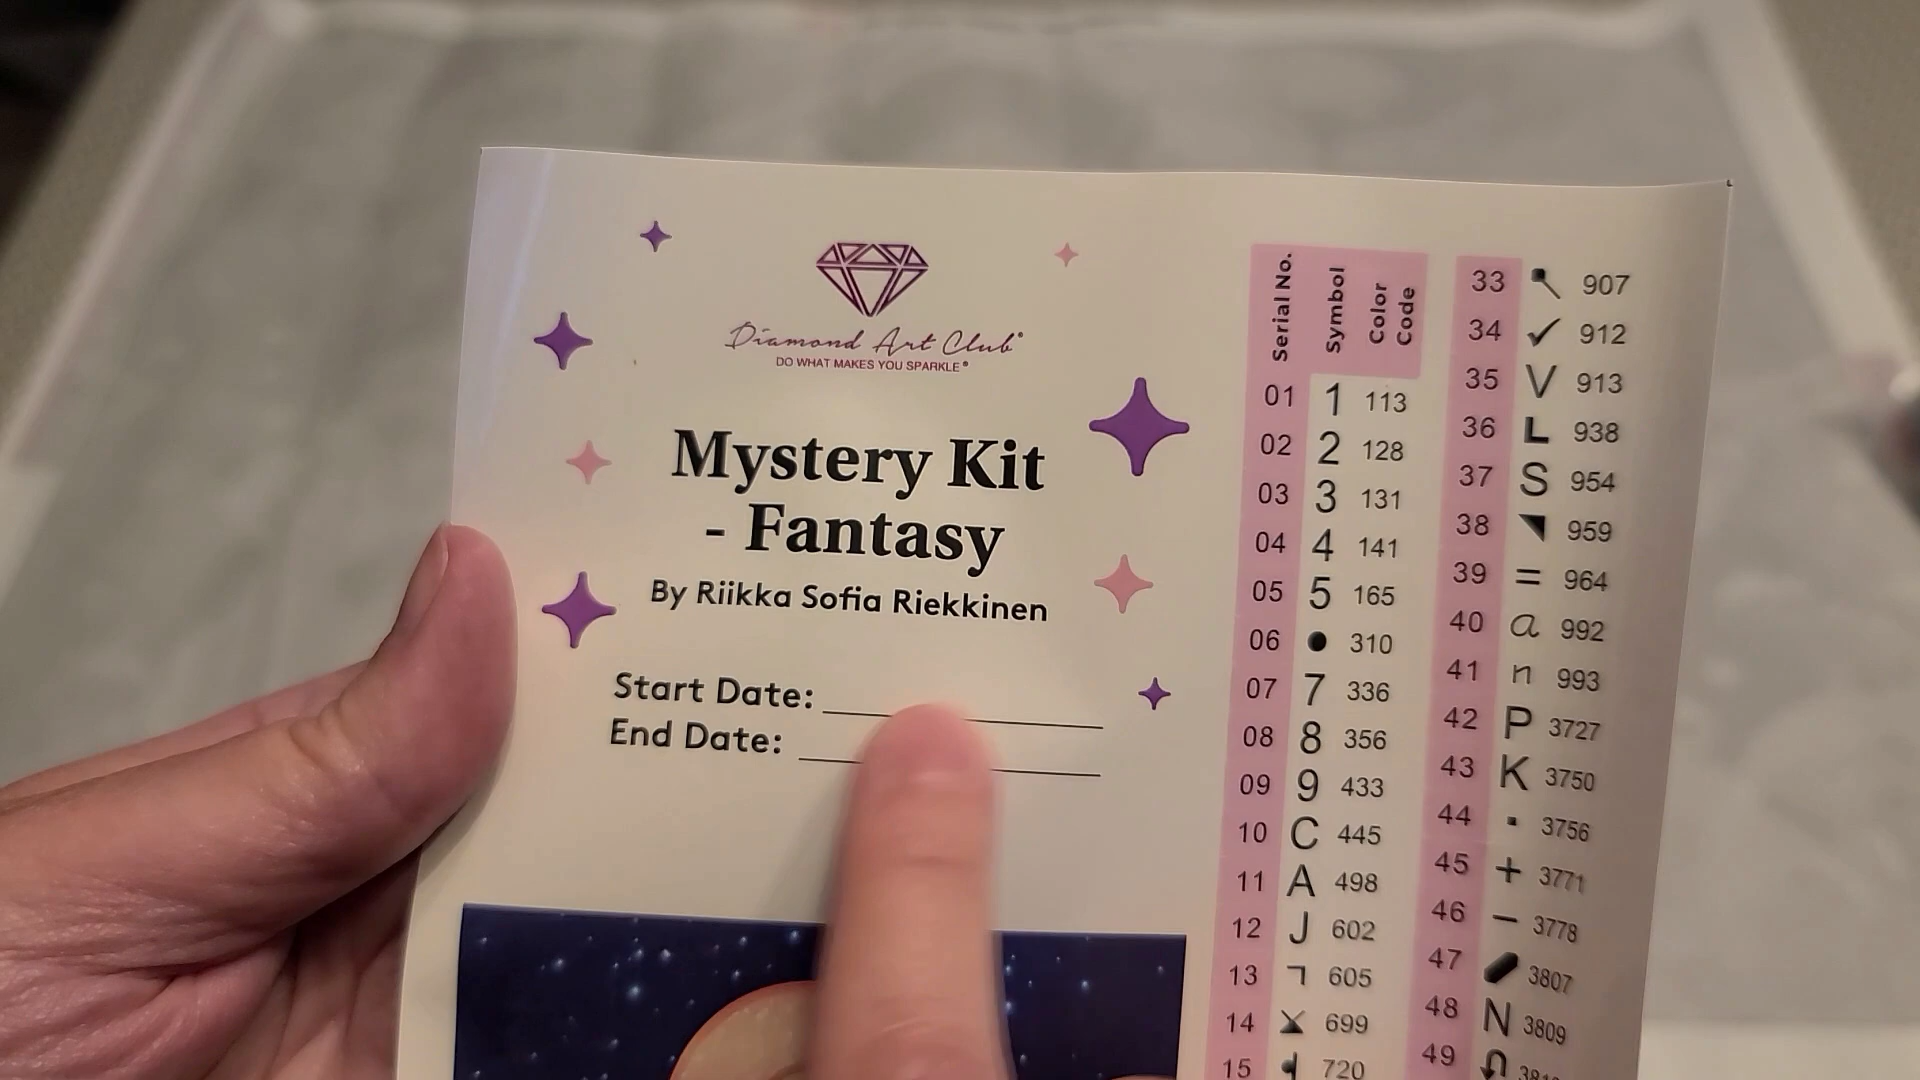 Diamond Art Club®
DO WHAT MAKES YOU SPARKLE®
Mystery Kit
- Fantasy
By Riikka Sofia Riekkinen
Start Date:
End Date:
Serial No. Symbol Color Code
01 1 113
02 2 128
03 3 131
04 4 141
05 5 165
06 ● 310
07 7 336
08 8 356
09 9 433
10 C 445
11 A 498
12 J 602
13 ㄱ 605
14 699
15 720
33 907
34 ✓ 912
35 V 913
36 L 938
37 S 954
38 ◥ 959
39 = 964
40 a 992
41 n 993
42 P 3727
43 K 3750
44 ▪ 3756
45 + 3771
46 − 3778
47 3807
48 N 3809
49